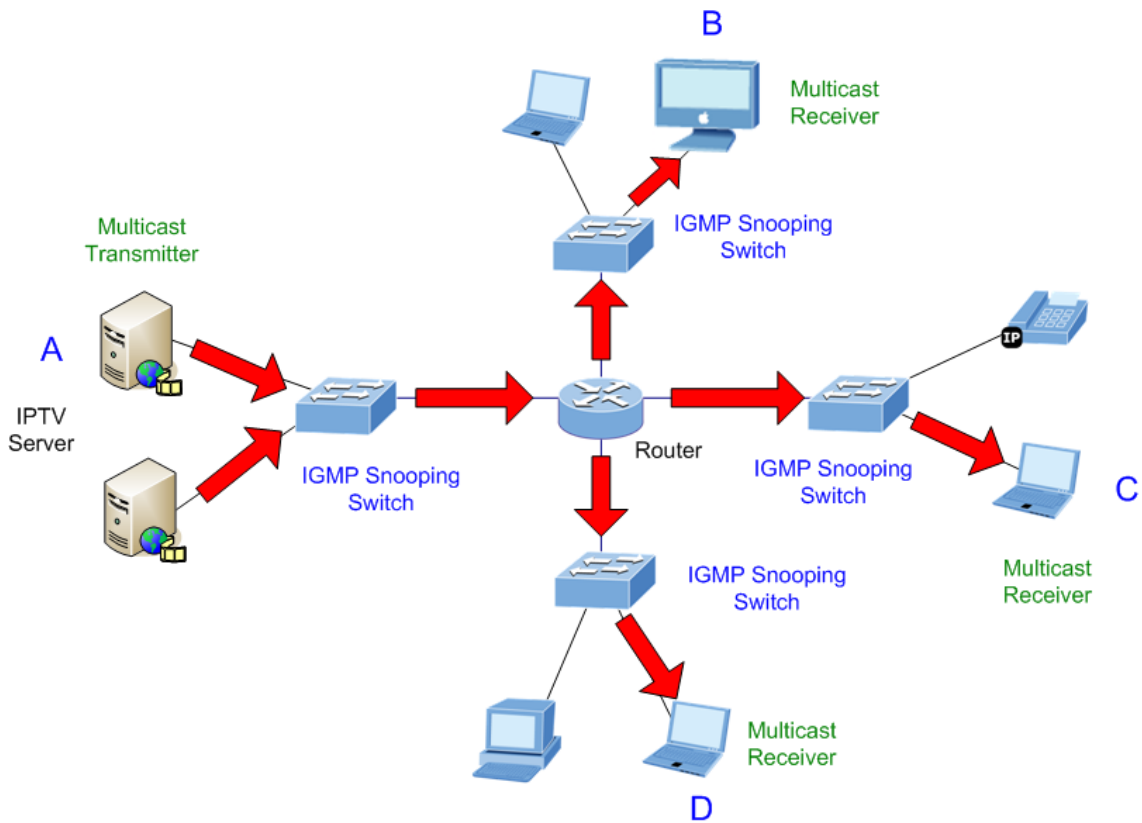 B
Multicast
Receiver
IGMP Snooping
Switch
Multicast
Transmitter
A
IPTV
Server
IGMP Snooping
Switch
Router
IP
IGMP Snooping
Switch
C
Multicast
Receiver
IGMP Snooping
Switch
Multicast
Receiver
D